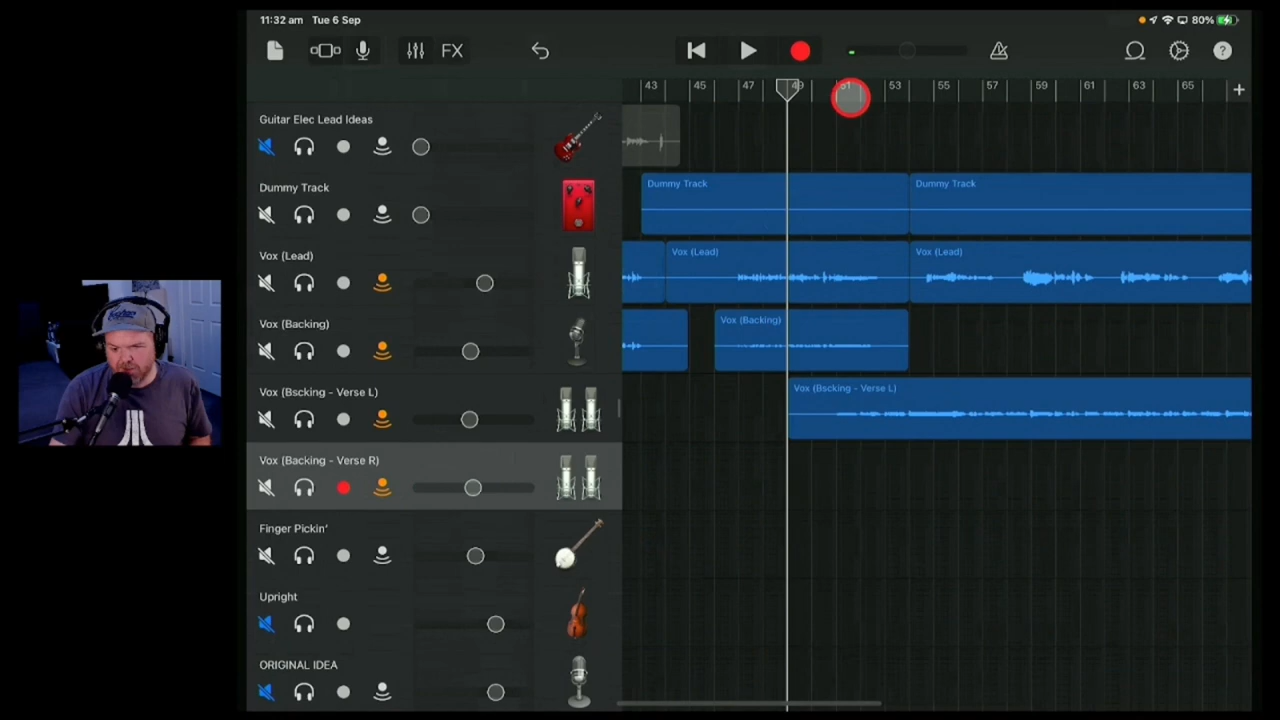 11:32 am Tue 6 Sep
80%
FX
?
43 45 47 49 51 53 55 57 59 61 63 65
+
Guitar Elec Lead Ideas
Dummy Track
Dummy Track
Dummy Track
Vox (Lead)
Vox (Lead)
Vox (Lead)
Vox (Backing)
Vox (Backing)
Vox (Bscking - Verse L)
Vox (Bscking - Verse L)
Vox (Backing - Verse R)
Finger Pickin'
Upright
ORIGINAL IDEA